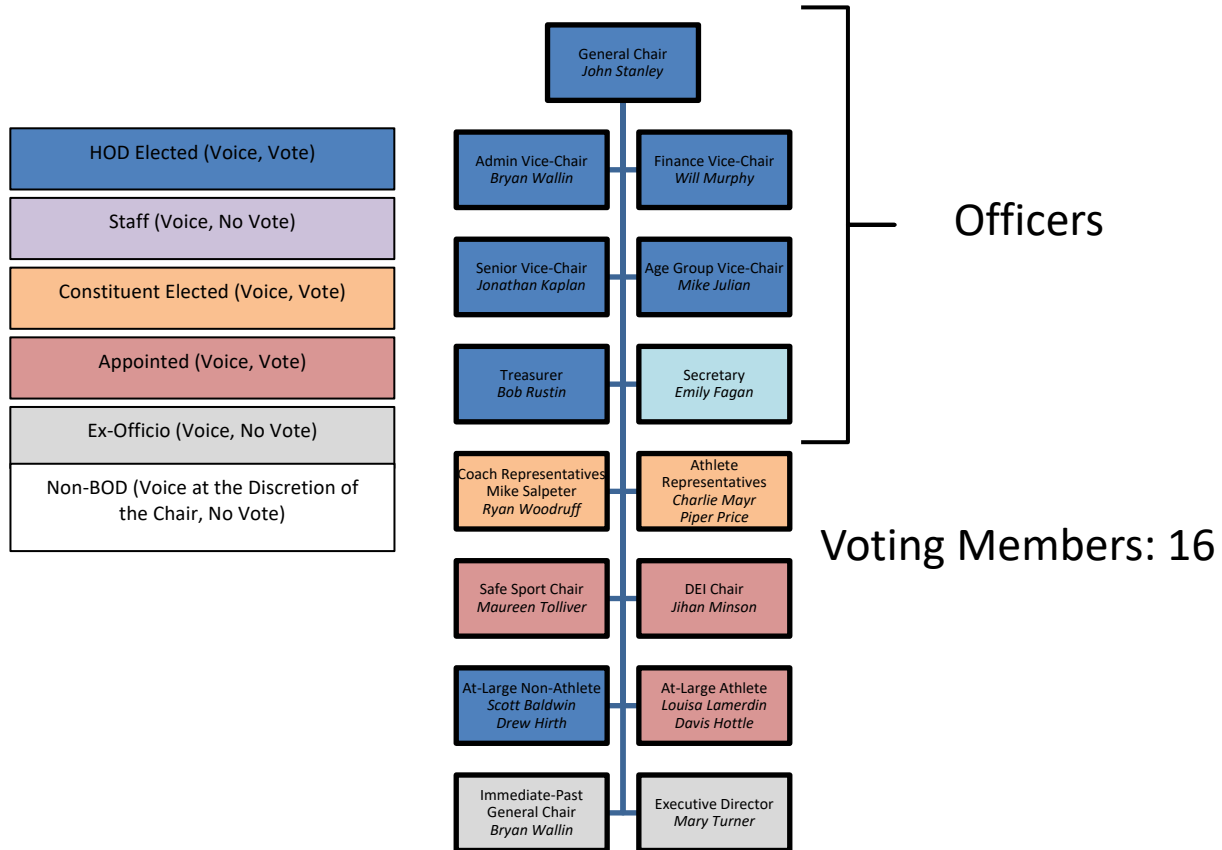 General Chair
John Stanley
HOD Elected (Voice, Vote)
Staff (Voice, No Vote)
Constituent Elected (Voice, Vote)
Appointed (Voice, Vote)
Ex-Officio (Voice, No Vote)
Non-BOD (Voice at the Discretion of
the Chair, No Vote)
Admin Vice-Chair
Bryan Wallin
Finance Vice-Chair
Will Murphy
Senior Vice-Chair
Jonathan Kaplan
Age Group Vice-Chair
Mike Julian
Treasurer
Bob Rustin
Secretary
Emily Fagan
Officers
Coach Representatives
Mike Salpeter
Ryan Woodruff
Athlete
Representatives
Charlie Mayr
Piper Price
Voting Members: 16
Safe Sport Chair
Maureen Tolliver
DEI Chair
Jihan Minson
At-Large Non-Athlete
Scott Baldwin
Drew Hirth
At-Large Athlete
Louisa Lamerdin
Davis Hottle
Immediate-Past
General Chair
Bryan Wallin
Executive Director
Mary Turner